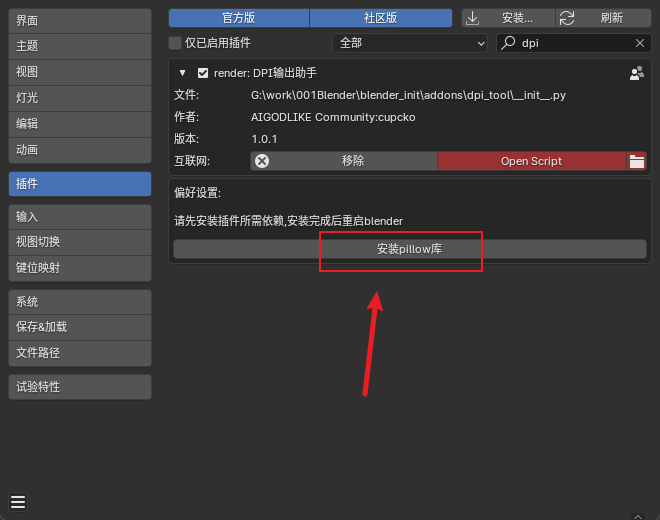 界面
主题
视图
灯光
编辑
动画
插件
输入
视图切换
键位映射
系统
保存&加载
文件路径
试验特性
官方版 社区版 安装... 刷新
仅已启用插件 全部 dpi
render: DPI输出助手
文件: G:\work\001Blender\blender_init\addons\dpi_tool\__init__.py
作者: AIGODLIKE Community:cupcko
版本: 1.0.1
互联网: 移除 Open Script
偏好设置:
请先安装插件所需依赖,安装完成后重启blender
安装pillow库